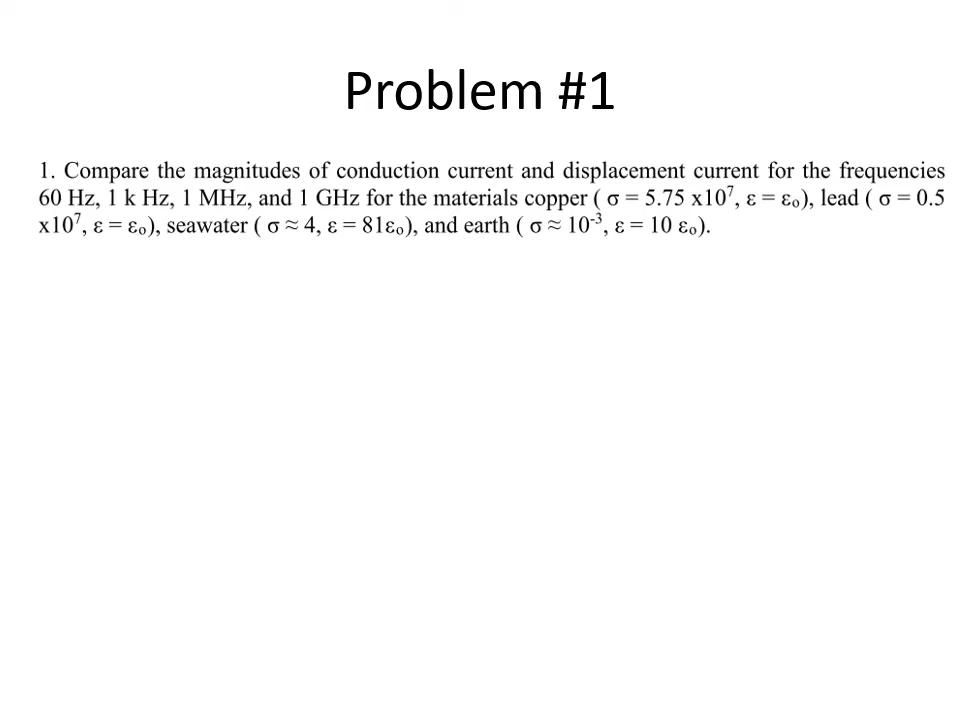 Problem #1
1. Compare the magnitudes of conduction current and displacement current for the frequencies
60 Hz, 1 k Hz, 1 MHz, and 1 GHz for the materials copper ( σ = 5.75 x10⁷, ε = εₒ), lead ( σ = 0.5
x10⁷, ε = εₒ), seawater ( σ ≈ 4, ε = 81εₒ), and earth ( σ ≈ 10⁻³, ε = 10 εₒ).